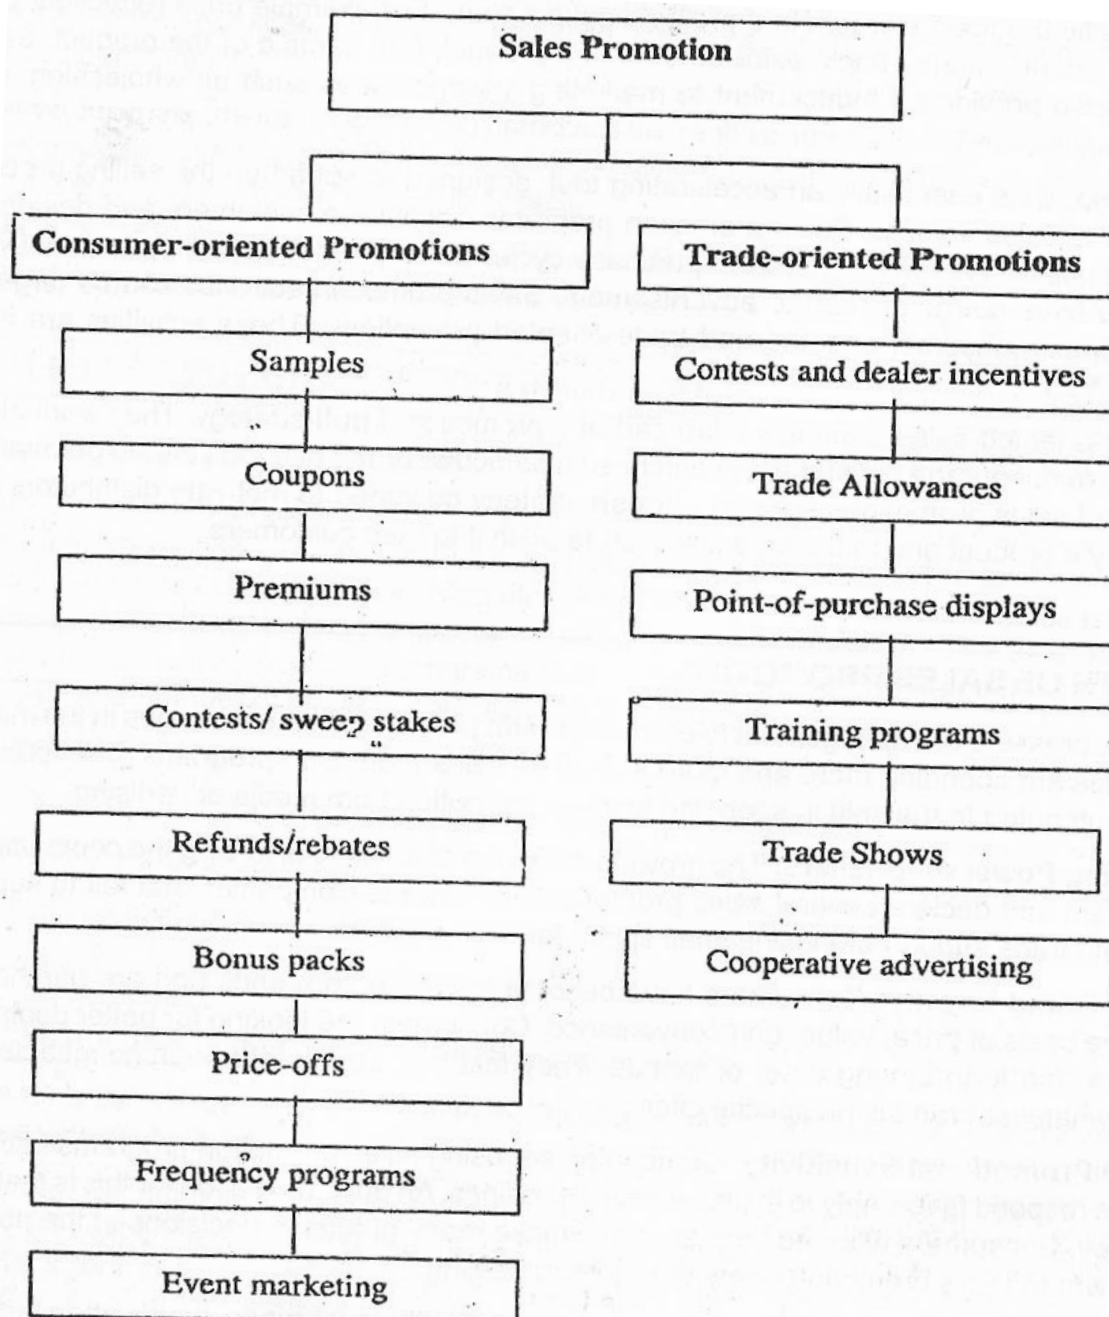 Sales Promotion
Consumer-oriented Promotions
Trade-oriented Promotions
Samples
Contests and dealer incentives
Coupons
Trade Allowances
Premiums
Point-of-purchase displays
Contests/ sweep stakes
Training programs
Refunds/rebates
Trade Shows
Bonus packs
Cooperative advertising
Price-offs
Frequency programs
Event marketing